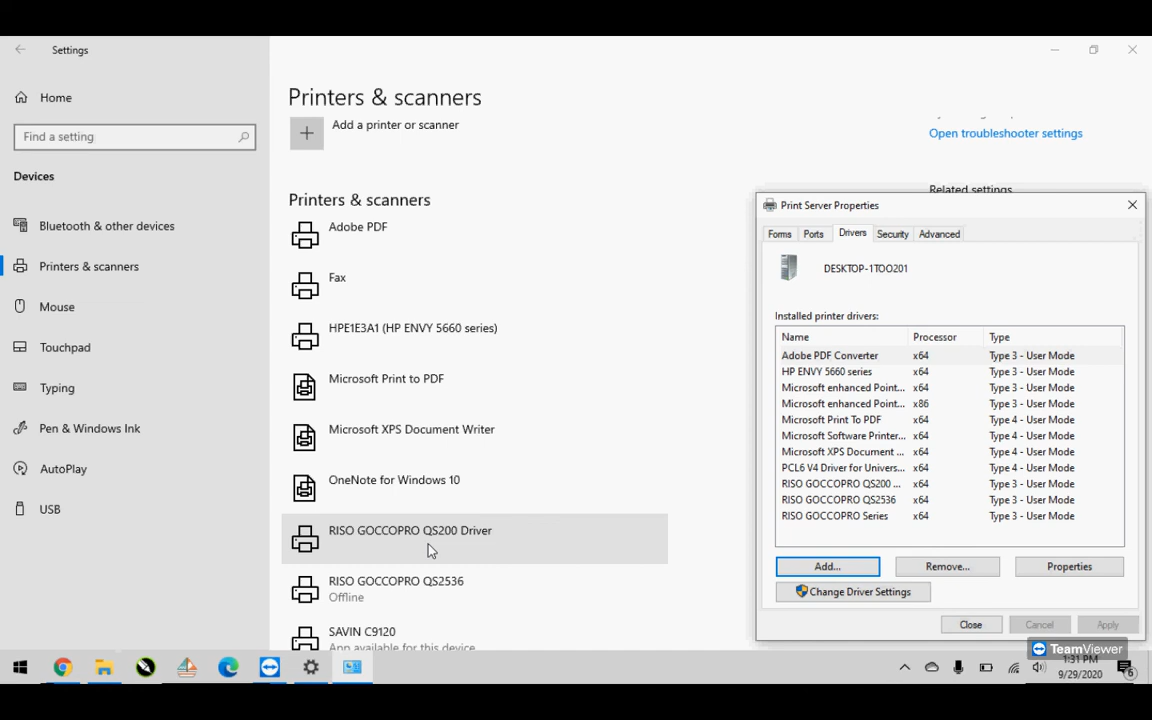 Settings
Home
Find a setting
Devices
Bluetooth & other devices
Printers & scanners
Mouse
Touchpad
Typing
Pen & Windows Ink
AutoPlay
USB
Printers & scanners
Add a printer or scanner
Printers & scanners
Adobe PDF
Fax
HPE1E3A1 (HP ENVY 5660 series)
Microsoft Print to PDF
Microsoft XPS Document Writer
OneNote for Windows 10
RISO GOCCOPRO QS200 Driver
RISO GOCCOPRO QS2536
Offline
SAVIN C9120
App available for this device
Open troubleshooter settings
Related settings
Print Server Properties
Forms Ports Drivers Security Advanced
DESKTOP-1TOO201
Installed printer drivers:
Name Processor Type
Adobe PDF Converter x64 Type 3 - User Mode
HP ENVY 5660 series x64 Type 3 - User Mode
Microsoft enhanced Point... x64 Type 3 - User Mode
Microsoft enhanced Point... x86 Type 3 - User Mode
Microsoft Print To PDF x64 Type 4 - User Mode
Microsoft Software Printer... x64 Type 4 - User Mode
Microsoft XPS Document ... x64 Type 4 - User Mode
PCL6 V4 Driver for Univers... x64 Type 4 - User Mode
RISO GOCCOPRO QS200 ... x64 Type 3 - User Mode
RISO GOCCOPRO QS2536 x64 Type 3 - User Mode
RISO GOCCOPRO Series x64 Type 3 - User Mode
Add... Remove... Properties
Change Driver Settings
Close Cancel Apply
TeamViewer
1:31 PM
9/29/2020
6